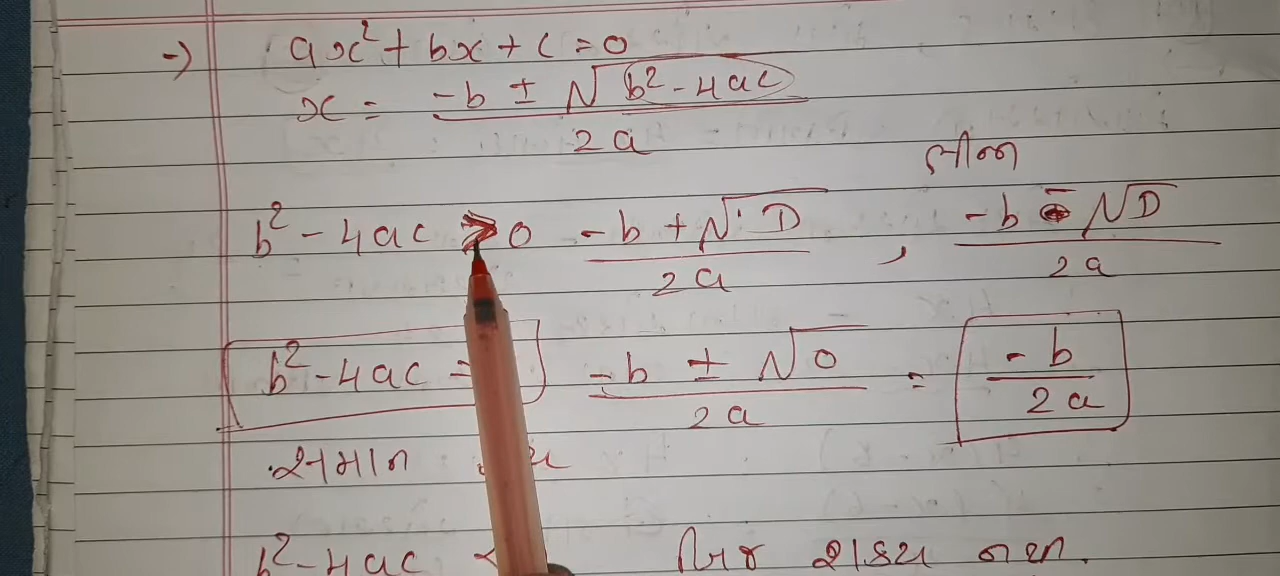 → ax² + bx + c = 0
x = -b ± √b² - 4ac / 2a
b² - 4ac > 0 -b + √D / 2a , -b - √D / 2a
b² - 4ac = -b ± √0 / 2a = -b / 2a
સમાન
b² - 4ac < શક્ય નથી.